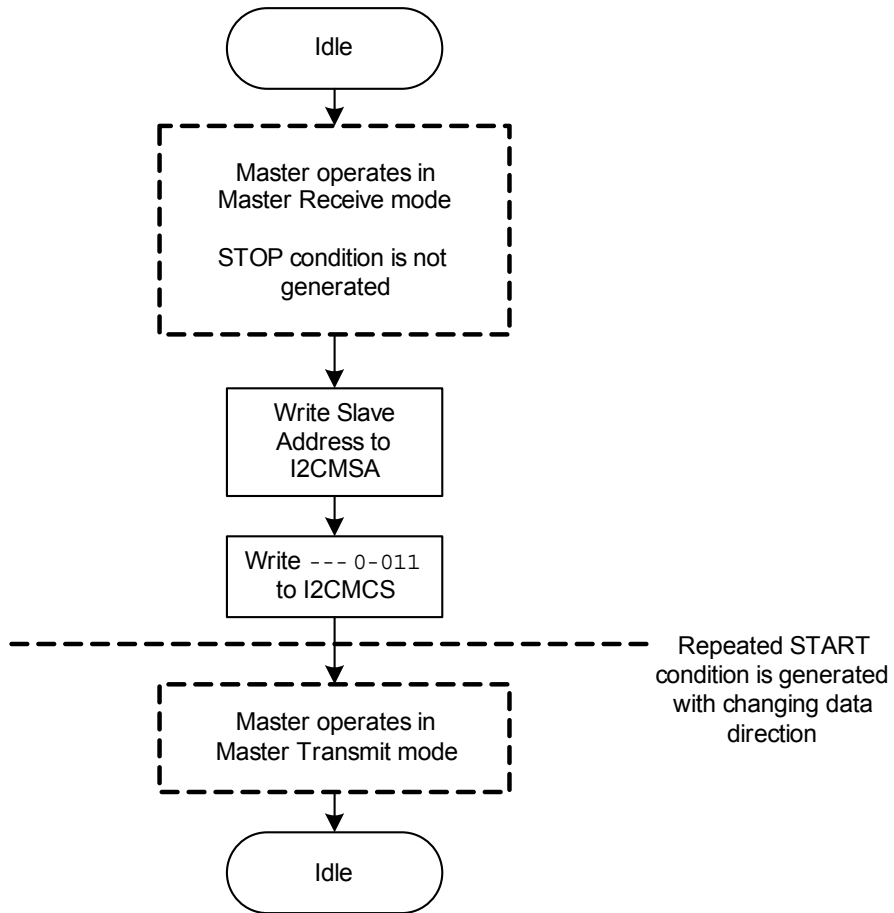 Idle
Master operates in
Master Receive mode
STOP condition is not
generated
Write Slave
Address to
I2CMSA
Write --- 0-011
to I2CMCS
Repeated START
condition is generated
with changing data
direction
Master operates in
Master Transmit mode
Idle